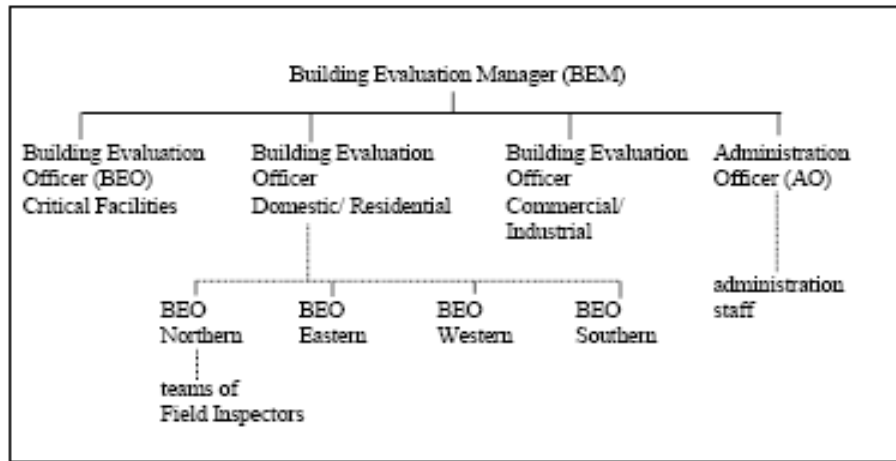 Building Evaluation Manager (BEM)
Building Evaluation
Officer (BEO)
Critical Facilities
Building Evaluation
Officer
Domestic/ Residential
Building Evaluation
Officer
Commercial/
Industrial
Administration
Officer (AO)
administration
staff
BEO
Northern
BEO
Eastern
BEO
Western
BEO
Southern
teams of
Field Inspectors